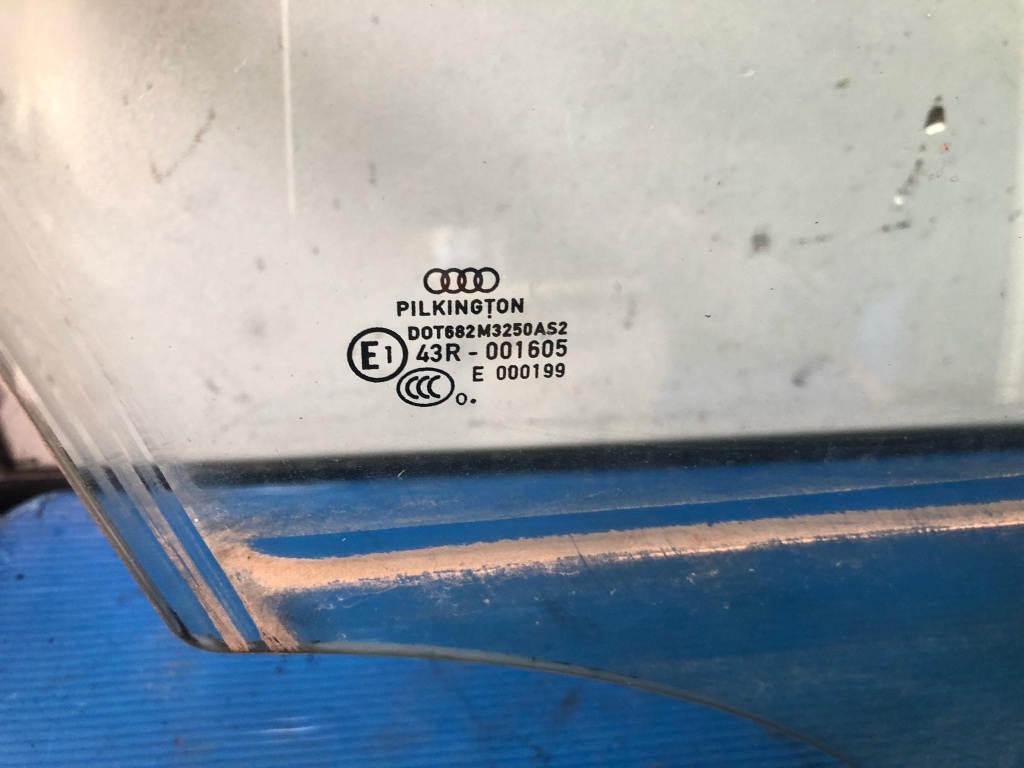 PILKINGTON
DOT682M3250AS2
E1 43R - 001605
E 000199
CCC
o.